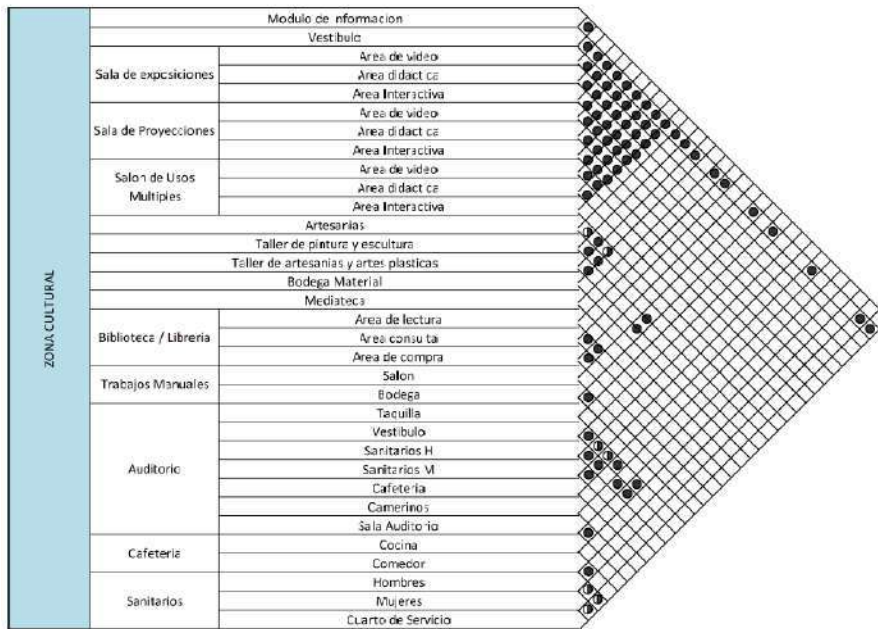 ZONA CULTURAL
Modulo de nformacion
Vestibulo
Sala de exposiciones
Area de video
Area didactica
Area Interactiva
Sala de Proyecciones
Area de video
Area didactica
Area Interactiva
Salon de Usos
Multiples
Area de video
Area didactica
Area Interactiva
Artesanias
Taller de pintura y escultura
Taller de artesanias y artes plasticas
Bodega Material
Mediateca
Biblioteca / Libreria
Area de lectura
Area consulta
Area de compra
Trabajos Manuales
Salon
Bodega
Auditorio
Taquilla
Vestibulo
Sanitarios H
Sanitarios M
Cafeteria
Camerinos
Sala Auditorio
Cafeteria
Cocina
Comedor
Sanitarios
Hombres
Mujeres
Cuarto de Servicio